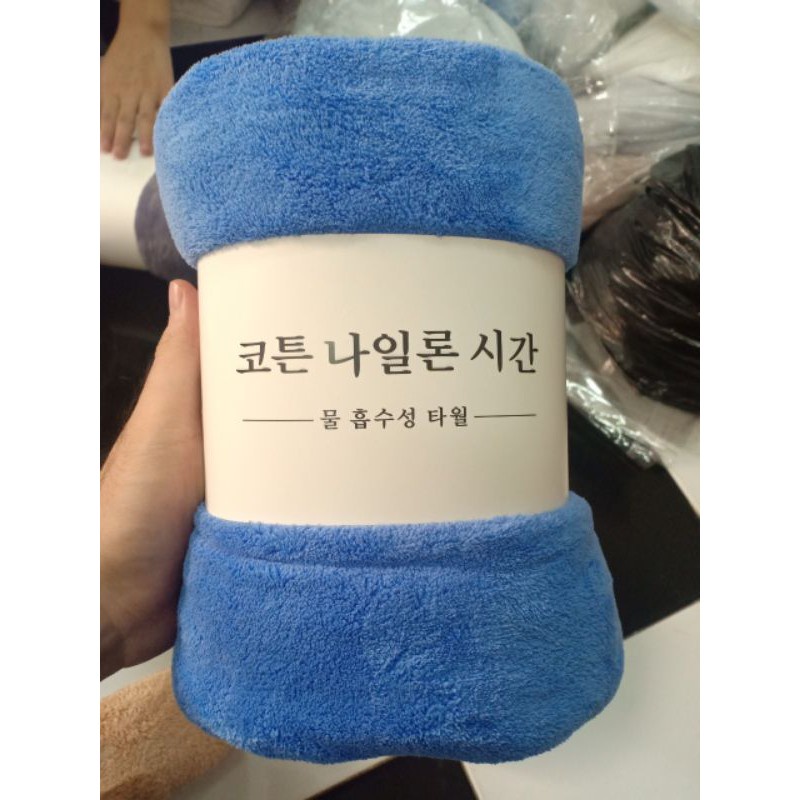 코튼 나일론 시간
물 흡수성 타월